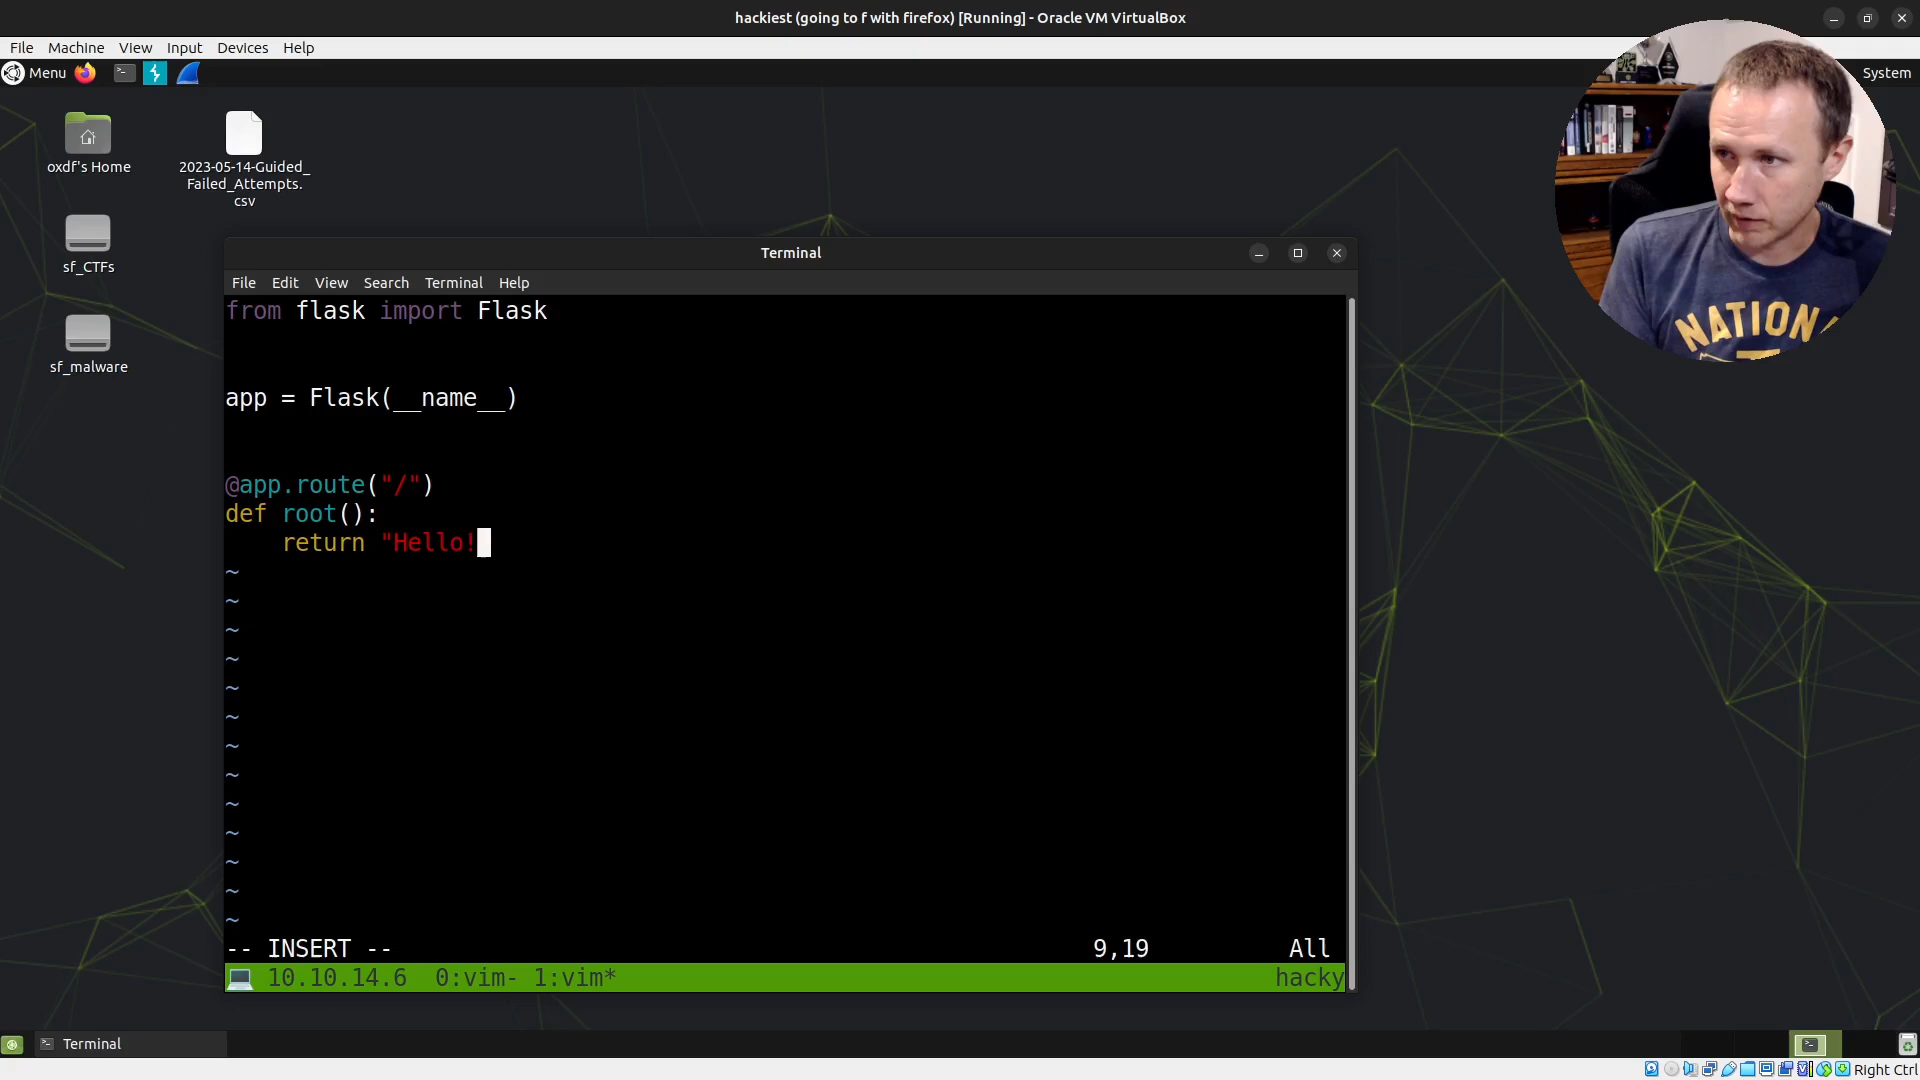 hackiest (going to f with firefox) [Running] - Oracle VM VirtualBox
File Machine View Input Devices Help
Menu
System
oxdf's Home
2023-05-14-Guided_
Failed_Attempts.
csv
sf_CTFs
sf_malware
Terminal
File Edit View Search Terminal Help
from flask import Flask
app = Flask(__name__)
@app.route("/")
def root():
    return "Hello!
~
~
~
~
~
~
~
~
~
~
~
~
~
-- INSERT -- 9,19 All
10.10.14.6 0:vim- 1:vim* hacky
NATIONA
Terminal
Right Ctrl